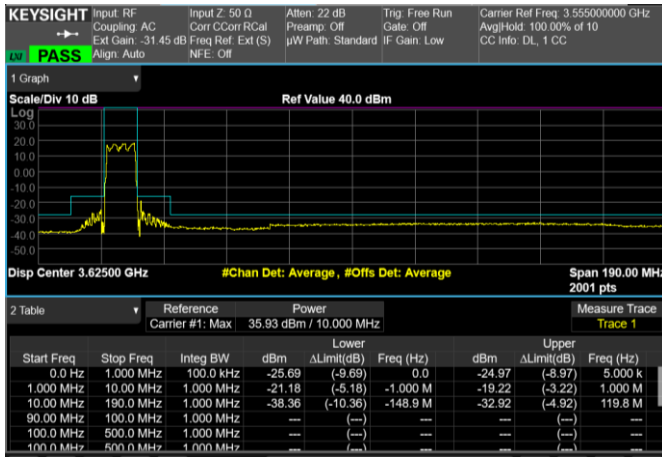 KEYSIGHT Input: RF Input Z: 50 Ω Atten: 22 dB Trig: Free Run Carrier Ref Freq: 3.555000000 GHz
Coupling: AC Corr CCorr RCal Preamp: Off Gate: Off Avg|Hold: 100.00% of 10
Ext Gain: -31.45 dB Freq Ref: Ext (S) µW Path: Standard IF Gain: Low CC Info: DL, 1 CC
LXI PASS Align: Auto NFE: Off
1 Graph
Scale/Div 10 dB Ref Value 40.0 dBm
Log
30.0
20.0
10.0
0.00
-10.0
-20.0
-30.0
-40.0
-50.0
Disp Center 3.62500 GHz #Chan Det: Average, #Offs Det: Average Span 190.00 MHz
2001 pts
2 Table Reference Power Measure Trace
Carrier #1: Max 35.93 dBm / 10.000 MHz Trace 1
Lower Upper
Start Freq Stop Freq Integ BW dBm ΔLimit(dB) Freq (Hz) dBm ΔLimit(dB) Freq (Hz)
0.0 Hz 1.000 MHz 100.0 kHz -25.69 (-9.69) 0.0 -24.97 (-8.97) 5.000 k
1.000 MHz 10.00 MHz 1.000 MHz -21.18 (-5.18) -1.000 M -19.22 (-3.22) 1.000 M
10.00 MHz 190.0 MHz 1.000 MHz -38.36 (-10.36) -148.9 M -32.92 (-4.92) 119.8 M
90.00 MHz 100.0 MHz 1.000 MHz --- (---) --- --- (---) ---
100.0 MHz 500.0 MHz 1.000 MHz --- (---) --- --- (---) ---
100.0 MHz 500.0 MHz 1.000 MHz --- (---) --- --- (---) ---